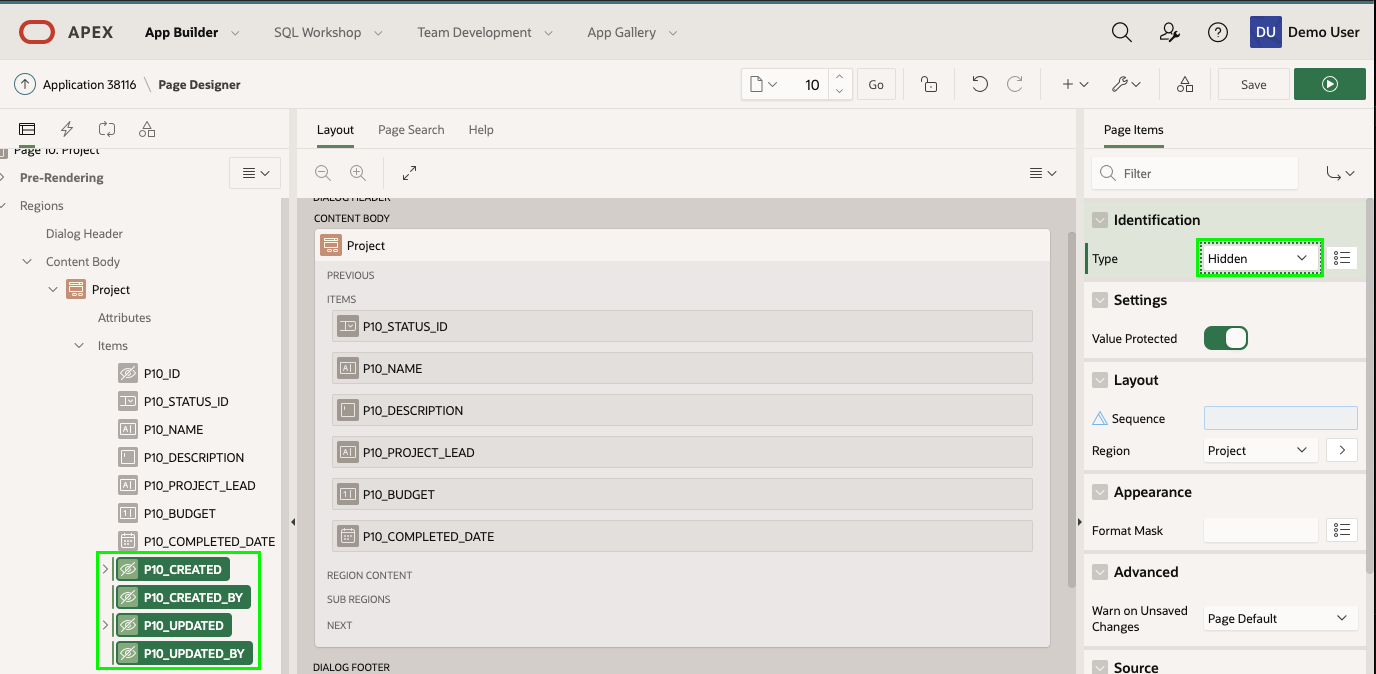 APEX App Builder SQL Workshop Team Development App Gallery DU Demo User
Application 38116 \ Page Designer 10 Go Save
Layout Page Search Help
Page Items
Page 10: Project
Pre-Rendering
Regions
Dialog Header
Content Body
Project
Attributes
Items
P10_ID
P10_STATUS_ID
P10_NAME
P10_DESCRIPTION
P10_PROJECT_LEAD
P10_BUDGET
P10_COMPLETED_DATE
P10_CREATED
P10_CREATED_BY
P10_UPDATED
P10_UPDATED_BY
DIALOG HEADER
CONTENT BODY
Project
PREVIOUS
ITEMS
P10_STATUS_ID
P10_NAME
P10_DESCRIPTION
P10_PROJECT_LEAD
P10_BUDGET
P10_COMPLETED_DATE
REGION CONTENT
SUB REGIONS
NEXT
DIALOG FOOTER
Filter
Identification
Type Hidden
Settings
Value Protected
Layout
Sequence
Region Project
Appearance
Format Mask
Advanced
Warn on Unsaved
Changes
Page Default
Source